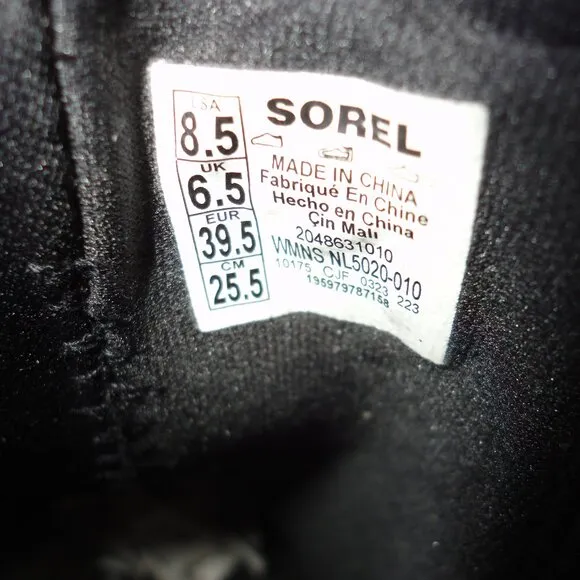 USA
8.5
UK
6.5
EUR
39.5
CM
25.5
SOREL
MADE IN CHINA
Fabriqué En Chine
Hecho en China
Çin Mali
2048631010
WMNS NL5020-010
10175 CJF 0323 223
195979787158